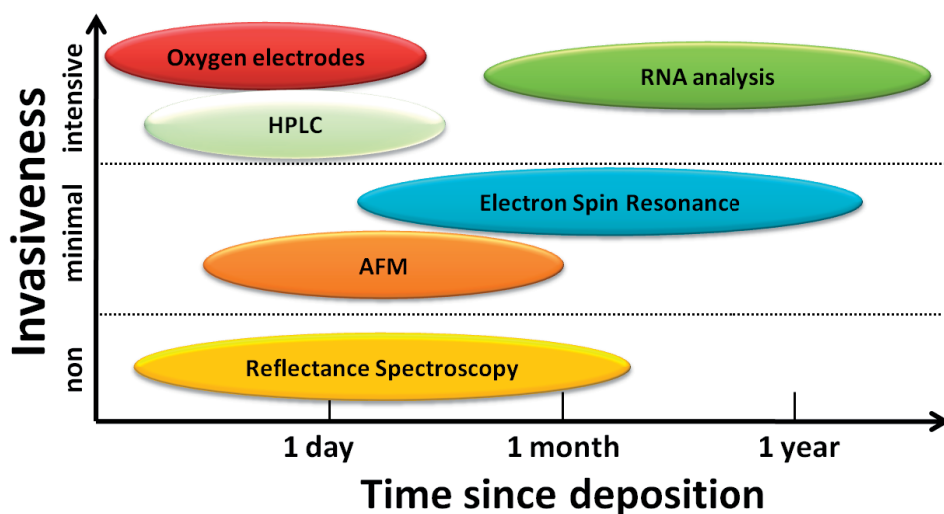 Invasiveness
intensive
minimal
non
Oxygen electrodes
RNA analysis
HPLC
Electron Spin Resonance
AFM
Reflectance Spectroscopy
1 day
1 month
1 year
Time since deposition